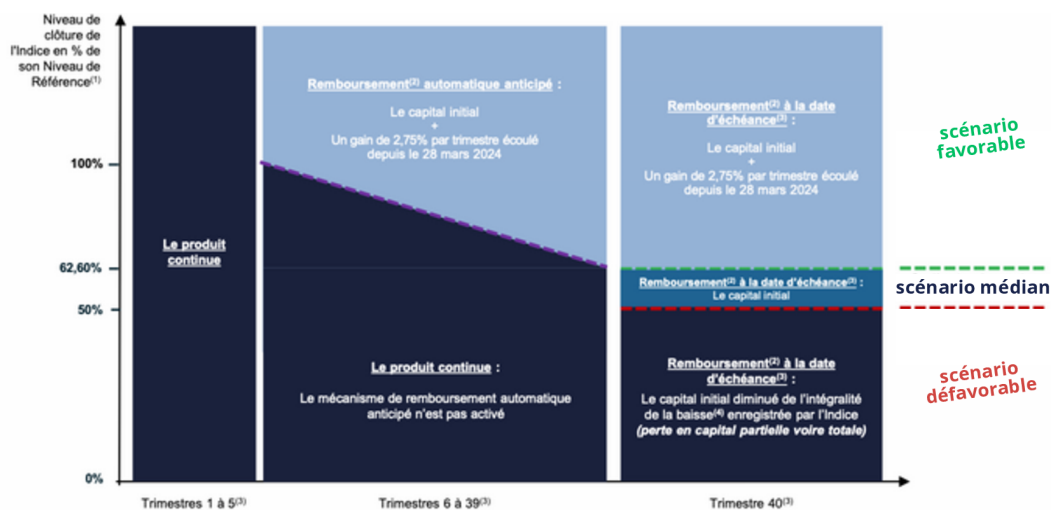 Niveau de
clôture de
l'Indice en % de
son Niveau de
Référence(1)
100%
62,60%
50%
0%
Le produit
continue
Remboursement(2) automatique anticipé :
Le capital initial
+
Un gain de 2,75% par trimestre écoulé
depuis le 28 mars 2024
Le produit continue :
Le mécanisme de remboursement automatique
anticipé n'est pas activé
Remboursement(2) à la date
d'échéance(3) :
Le capital initial
+
Un gain de 2,75% par trimestre écoulé
depuis le 28 mars 2024
Remboursement(2) à la date d'échéance(3) :
Le capital initial
Remboursement(2) à la date
d'échéance(3) :
Le capital initial diminué de l'intégralité
de la baisse(4) enregistrée par l'Indice
(perte en capital partielle voire totale)
scénario
favorable
scénario médian
scénario
défavorable
Trimestres 1 à 5(3)
Trimestres 6 à 39(3)
Trimestre 40(3)